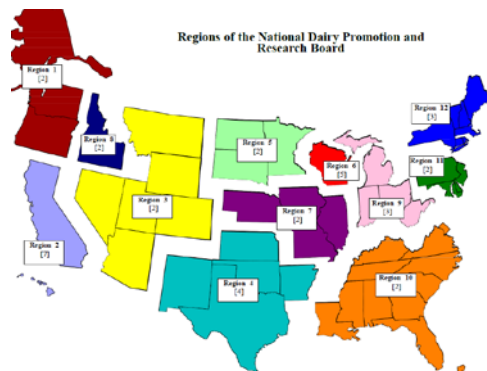 Regions of the National Dairy Promotion and
Research Board
Region 1
[2]
Region 12
[3]
Region 8
[2]
Region 5
[2]
Region 6
[5]
Region 11
[2]
Region 3
[2]
Region 7
[2]
Region 9
[3]
Region 2
[7]
Region 4
[4]
Region 10
[2]